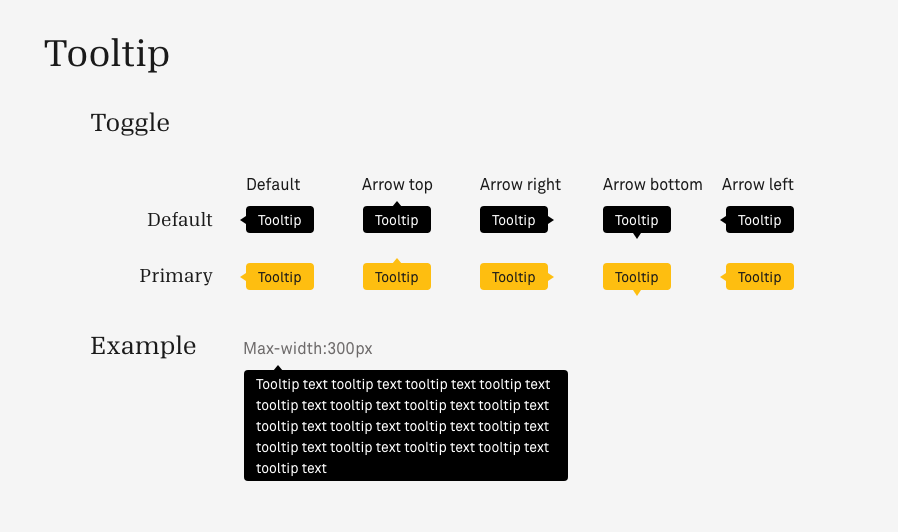 Tooltip
Toggle
Default Arrow top Arrow right Arrow bottom Arrow left
Default Tooltip Tooltip Tooltip Tooltip Tooltip
Primary Tooltip Tooltip Tooltip Tooltip Tooltip
Example Max-width:300px
Tooltip text tooltip text tooltip text tooltip text
tooltip text tooltip text tooltip text tooltip text
tooltip text tooltip text tooltip text tooltip text
tooltip text tooltip text tooltip text tooltip text
tooltip text